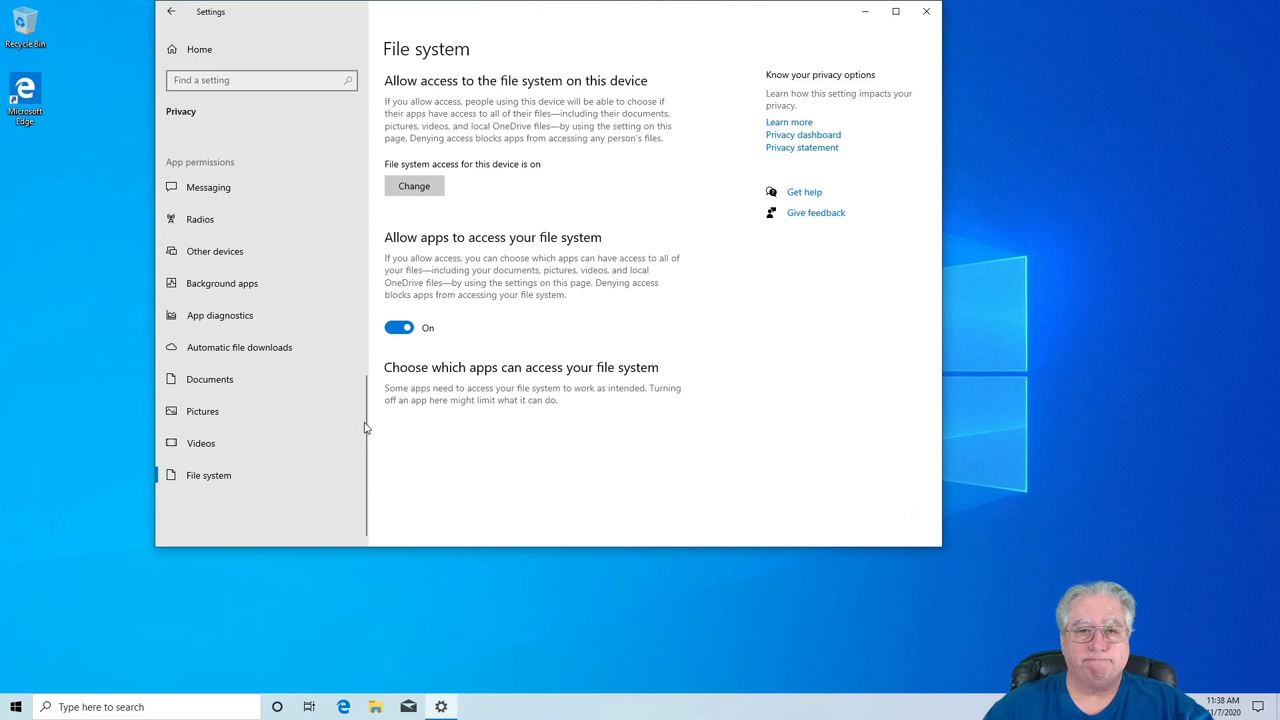 Recycle Bin
Microsoft
Edge
Settings
Home
Find a setting
Privacy
App permissions
Messaging
Radios
Other devices
Background apps
App diagnostics
Automatic file downloads
Documents
Pictures
Videos
File system
File system
Allow access to the file system on this device
If you allow access, people using this device will be able to choose if
their apps have access to all of their files—including their documents,
pictures, videos, and local OneDrive files—by using the setting on this
page. Denying access blocks apps from accessing any person's files.
File system access for this device is on
Change
Allow apps to access your file system
If you allow access, you can choose which apps can have access to all of
your files—including your documents, pictures, videos, and local
OneDrive files—by using the settings on this page. Denying access
blocks apps from accessing your file system.
On
Choose which apps can access your file system
Some apps need to access your file system to work as intended. Turning
off an app here might limit what it can do.
Know your privacy options
Learn how this setting impacts your
privacy.
Learn more
Privacy dashboard
Privacy statement
Get help
Give feedback
Type here to search
11:38 AM
1/7/2020